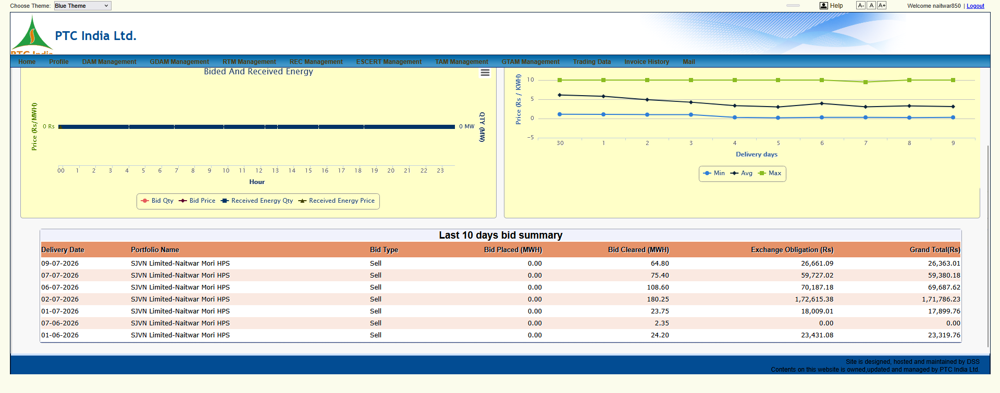 Choose Theme: Blue Theme
Help A- A A+ Welcome naitwar850 | Logout
PTC India Ltd.
PTC India
Home Profile DAM Management GDAM Management RTM Management REC Management ESCERT Management TAM Management GTAM Management Trading Data Invoice History Mail
Bided And Received Energy
Price (Rs/MWH)
0 Rs
0 MW
QTY (MW)
00 1 2 3 4 5 6 7 8 9 10 11 12 13 14 15 16 17 18 19 20 21 22 23
Hour
Bid Qty Bid Price Received Energy Qty Received Energy Price
Price (Rs / KWH)
10
5
0
-5
30 1 2 3 4 5 6 7 8 9
Delivery days
Min Avg Max
Last 10 days bid summary
Delivery Date Portfolio Name Bid Type Bid Placed (MWH) Bid Cleared (MWH) Exchange Obligation (Rs) Grand Total(Rs)
09-07-2026 SJVN Limited-Naitwar Mori HPS Sell 0.00 64.80 26,661.09 26,363.01
07-07-2026 SJVN Limited-Naitwar Mori HPS Sell 0.00 75.40 59,727.02 59,380.18
06-07-2026 SJVN Limited-Naitwar Mori HPS Sell 0.00 108.60 70,187.18 69,687.62
02-07-2026 SJVN Limited-Naitwar Mori HPS Sell 0.00 180.25 1,72,615.38 1,71,786.23
01-07-2026 SJVN Limited-Naitwar Mori HPS Sell 0.00 23.75 18,009.01 17,899.76
07-06-2026 SJVN Limited-Naitwar Mori HPS Sell 0.00 2.35 0.00 0.00
01-06-2026 SJVN Limited-Naitwar Mori HPS Sell 0.00 24.20 23,431.08 23,319.76
Site is designed, hosted and maintained by DSS
Contents on this website is owned,updated and managed by PTC India Ltd.